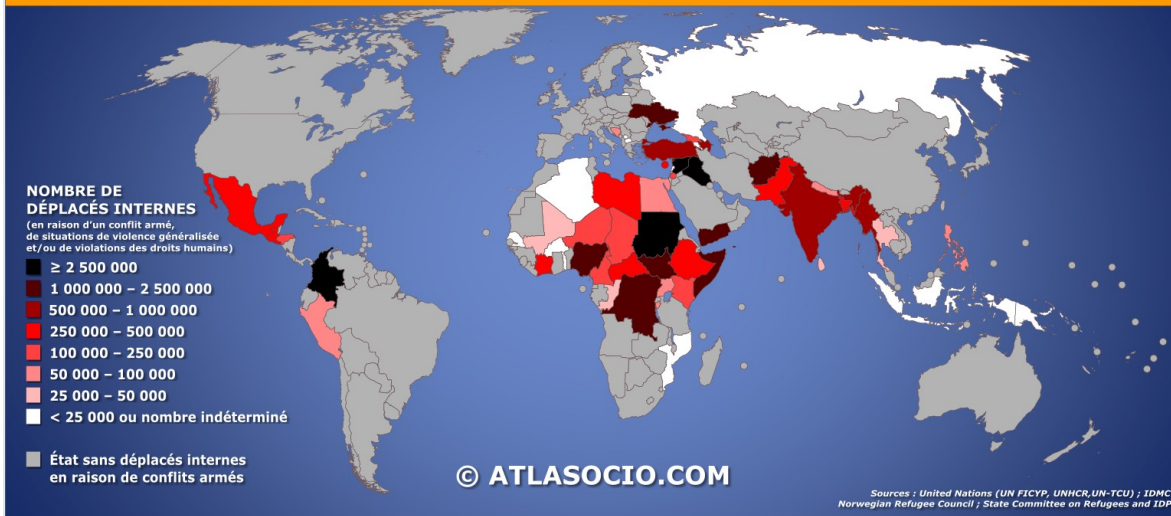 NOMBRE DE
DÉPLACÉS INTERNES
(en raison d'un conflit armé,
de situations de violence généralisée
et/ou de violations des droits humains)
≥ 2 500 000
1 000 000 – 2 500 000
500 000 – 1 000 000
250 000 – 500 000
100 000 – 250 000
50 000 – 100 000
25 000 – 50 000
< 25 000 ou nombre indéterminé
État sans déplacés internes
en raison de conflits armés
© ATLASOCIO.COM
Sources : United Nations (UN FICYP, UNHCR,UN-TCU) ; IDMC
Norwegian Refugee Council ; State Committee on Refugees and IDP